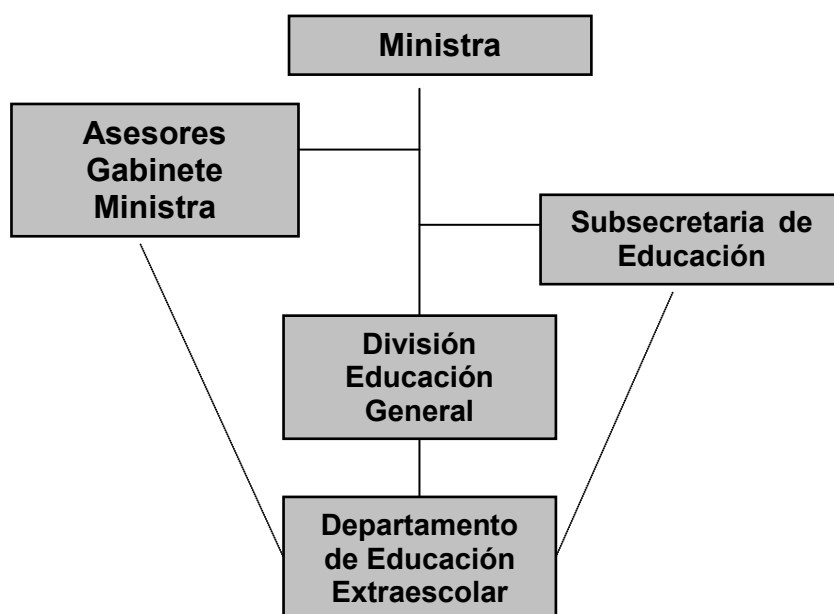 Ministra
Asesores
Gabinete
Ministra
Subsecretaria de
Educación
División
Educación
General
Departamento
de Educación
Extraescolar